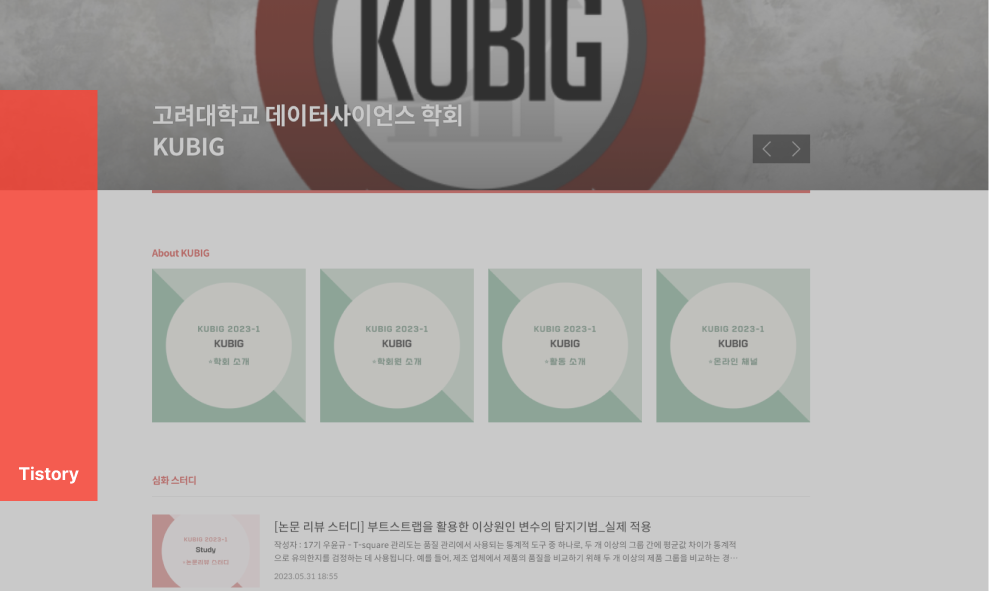 KUBIG
고려대학교 데이터사이언스 학회
KUBIG
Tistory
About KUBIG
KUBIG 2023-1
KUBIG
+학회 소개
KUBIG 2023-1
KUBIG
+학회원 소개
KUBIG 2023-1
KUBIG
+활동 소개
KUBIG 2023-1
KUBIG
+온라인 채널
심화 스터디
KUBIG 2023-1
Study
+논문리뷰 스터디
[논문 리뷰 스터디] 부트스트랩을 활용한 이상원인 변수의 탐지기법_실제 적용
작성자 : 17기 우윤규 - T-square 관리도는 품질 관리에서 사용되는 통계적 도구 중 하나로, 두 개 이상의 그룹 간에 평균값 차이가 통계적
으로 유의한지를 검정하는 데 사용됩니다. 예를 들어, 제조 업체에서 제품의 품질을 비교하기 위해 두 개 이상의 제품 그룹을 비교하는 경…
2023.05.31 18:55